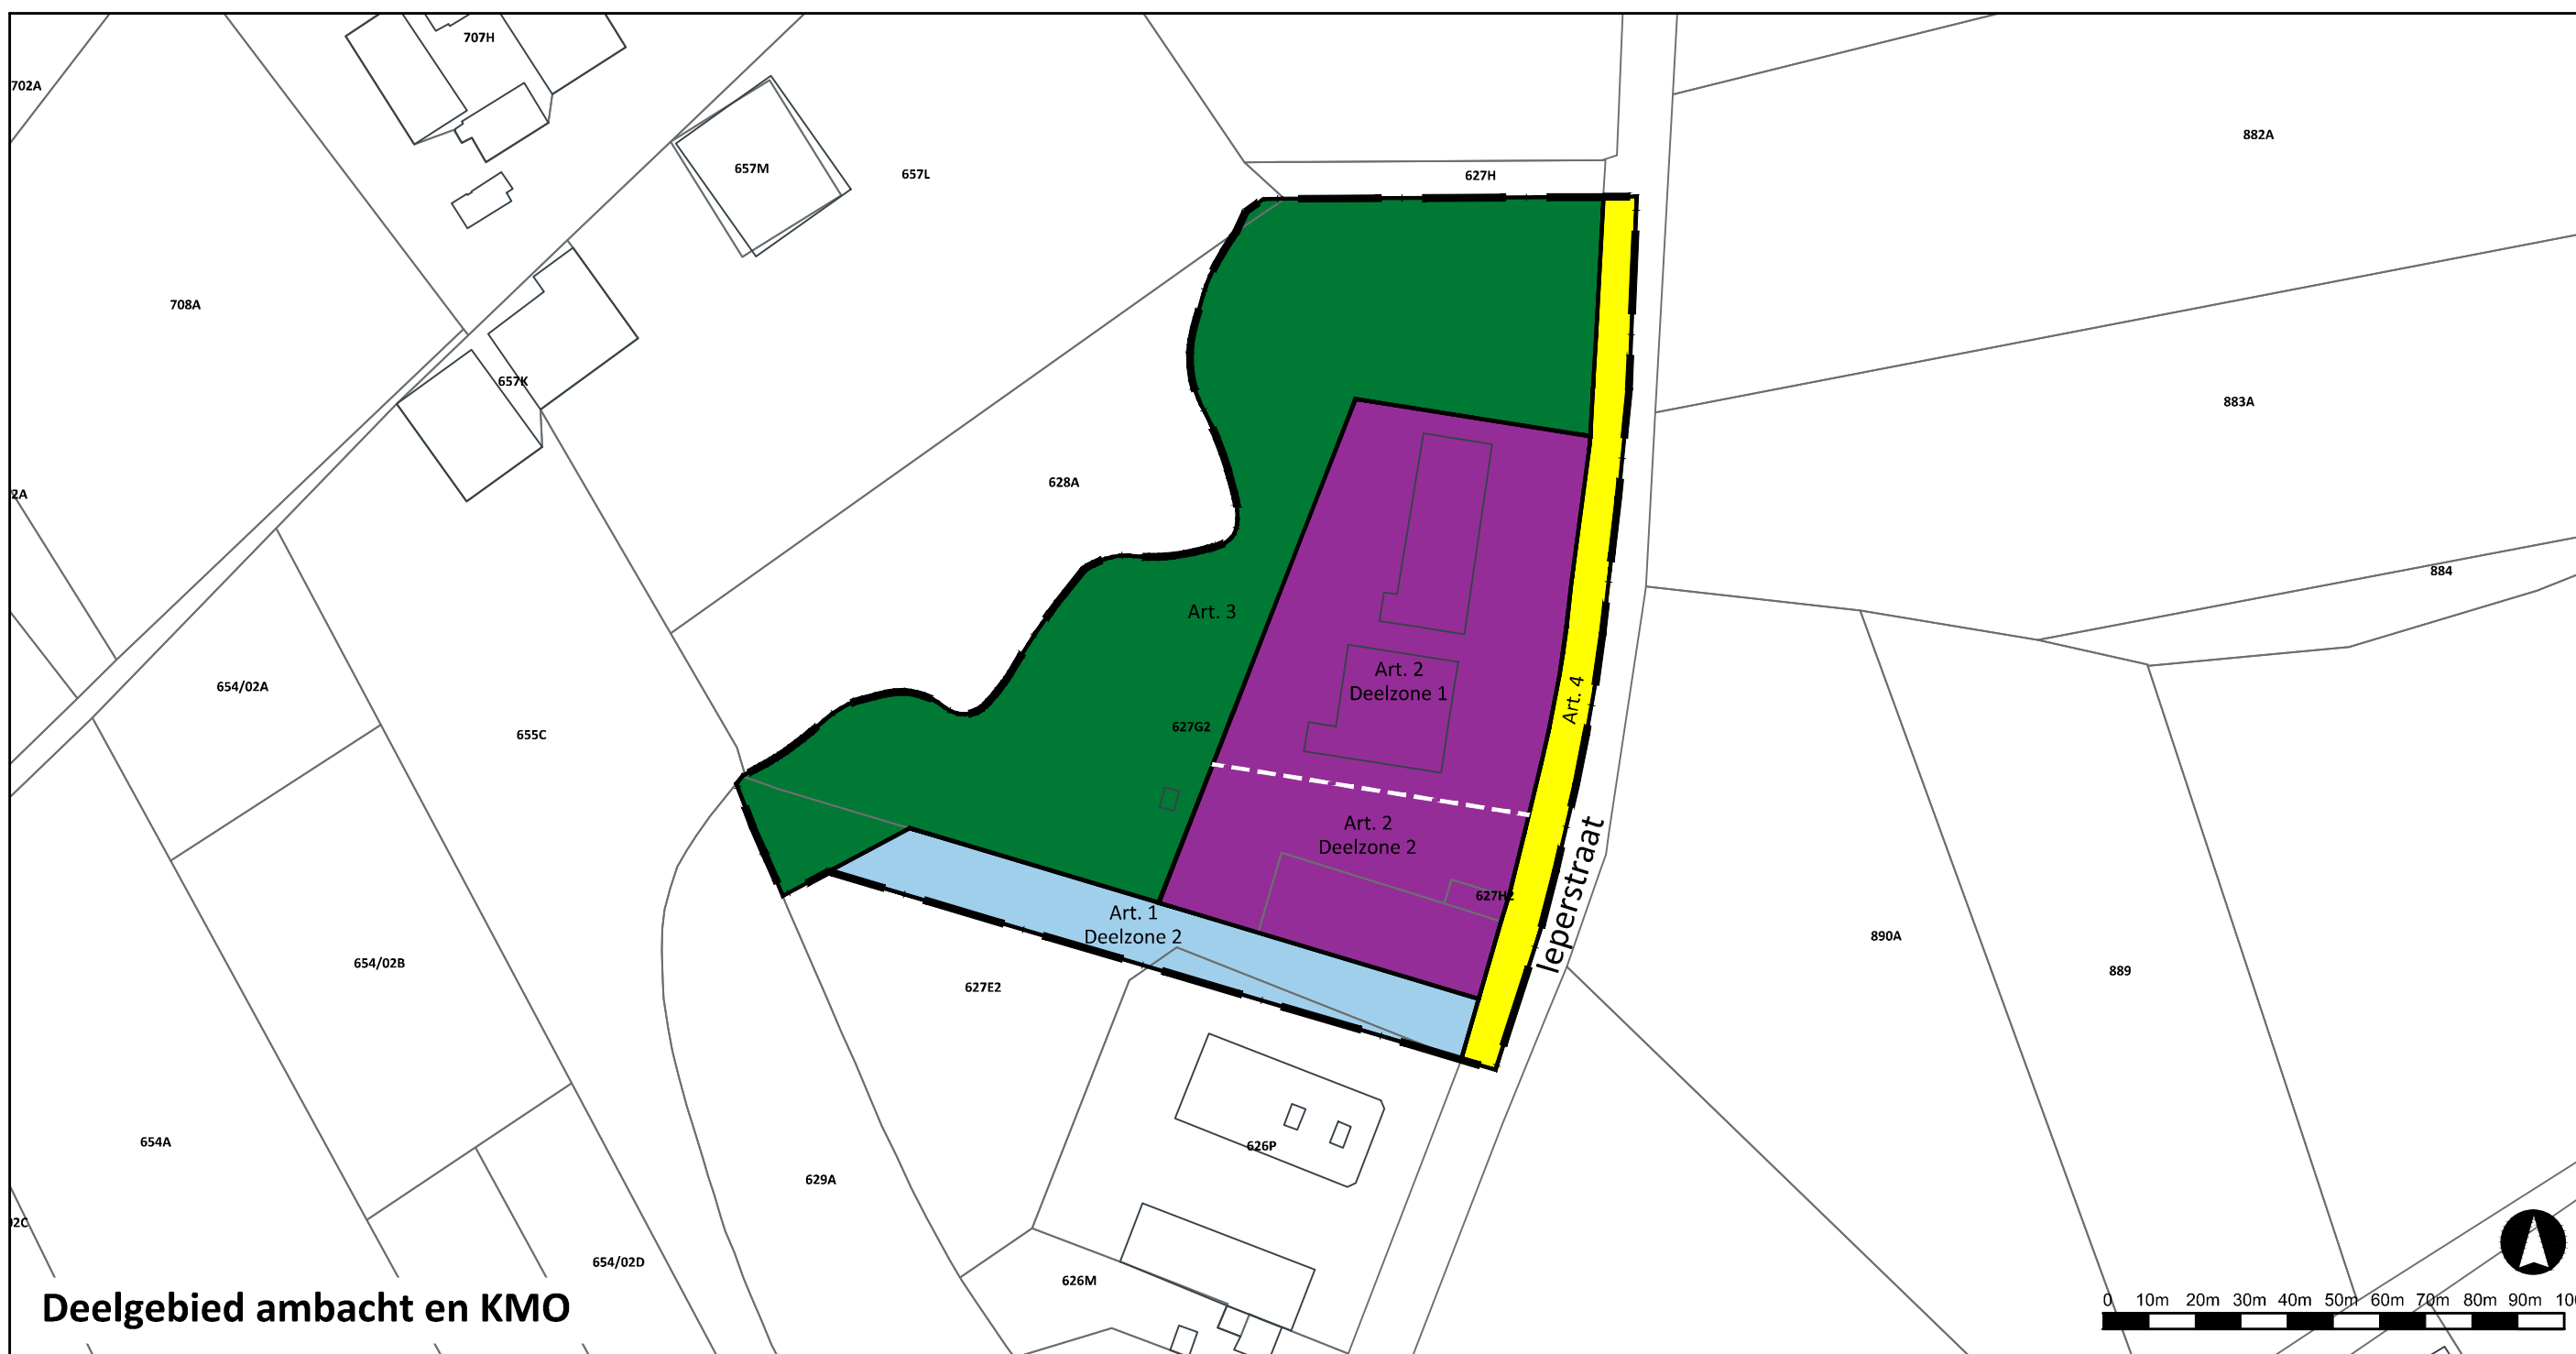 707H
702A
882A
657M
657L
627H
708A
657K
883A
2A
628A
884
Art. 3
654/02A
Art. 2
Deelzone 1
Art. 4
627G2
655C
Art. 2
Deelzone 2
Ieperstraat
627H2
Art. 1
Deelzone 2
890A
654/02B
889
627E2
654A
626P
629A
2C
654/02D
626M
Deelgebied ambacht en KMO
0 10m 20m 30m 40m 50m 60m 70m 80m 90m 100